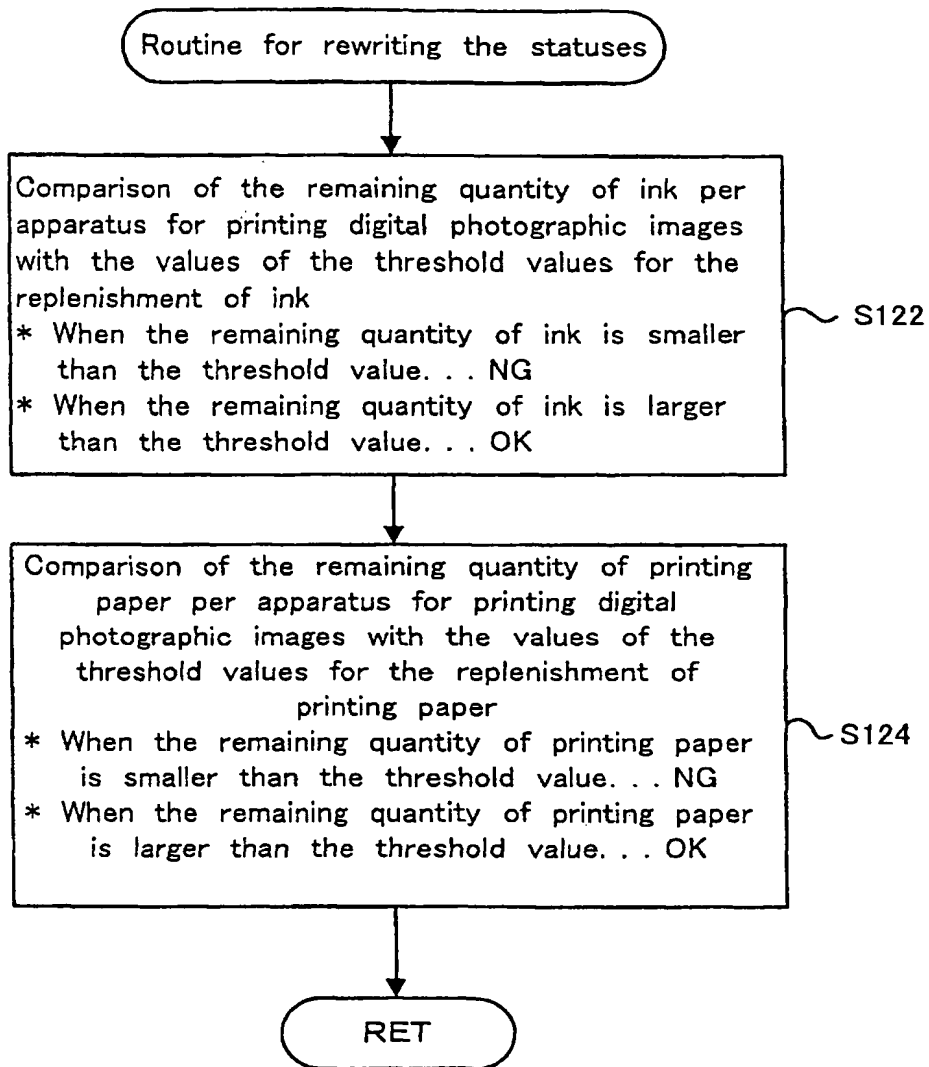 Routine for rewriting the statuses
Comparison of the remaining quantity of ink per
apparatus for printing digital photographic images
with the values of the threshold values for the
replenishment of ink
* When the remaining quantity of ink is smaller
than the threshold value. . . NG
* When the remaining quantity of ink is larger
than the threshold value. . . OK
S122
Comparison of the remaining quantity of printing
paper per apparatus for printing digital
photographic images with the values of the
threshold values for the replenishment of
printing paper
* When the remaining quantity of printing paper
is smaller than the threshold value. . . NG
* When the remaining quantity of printing paper
is larger than the threshold value. . . OK
S124
RET